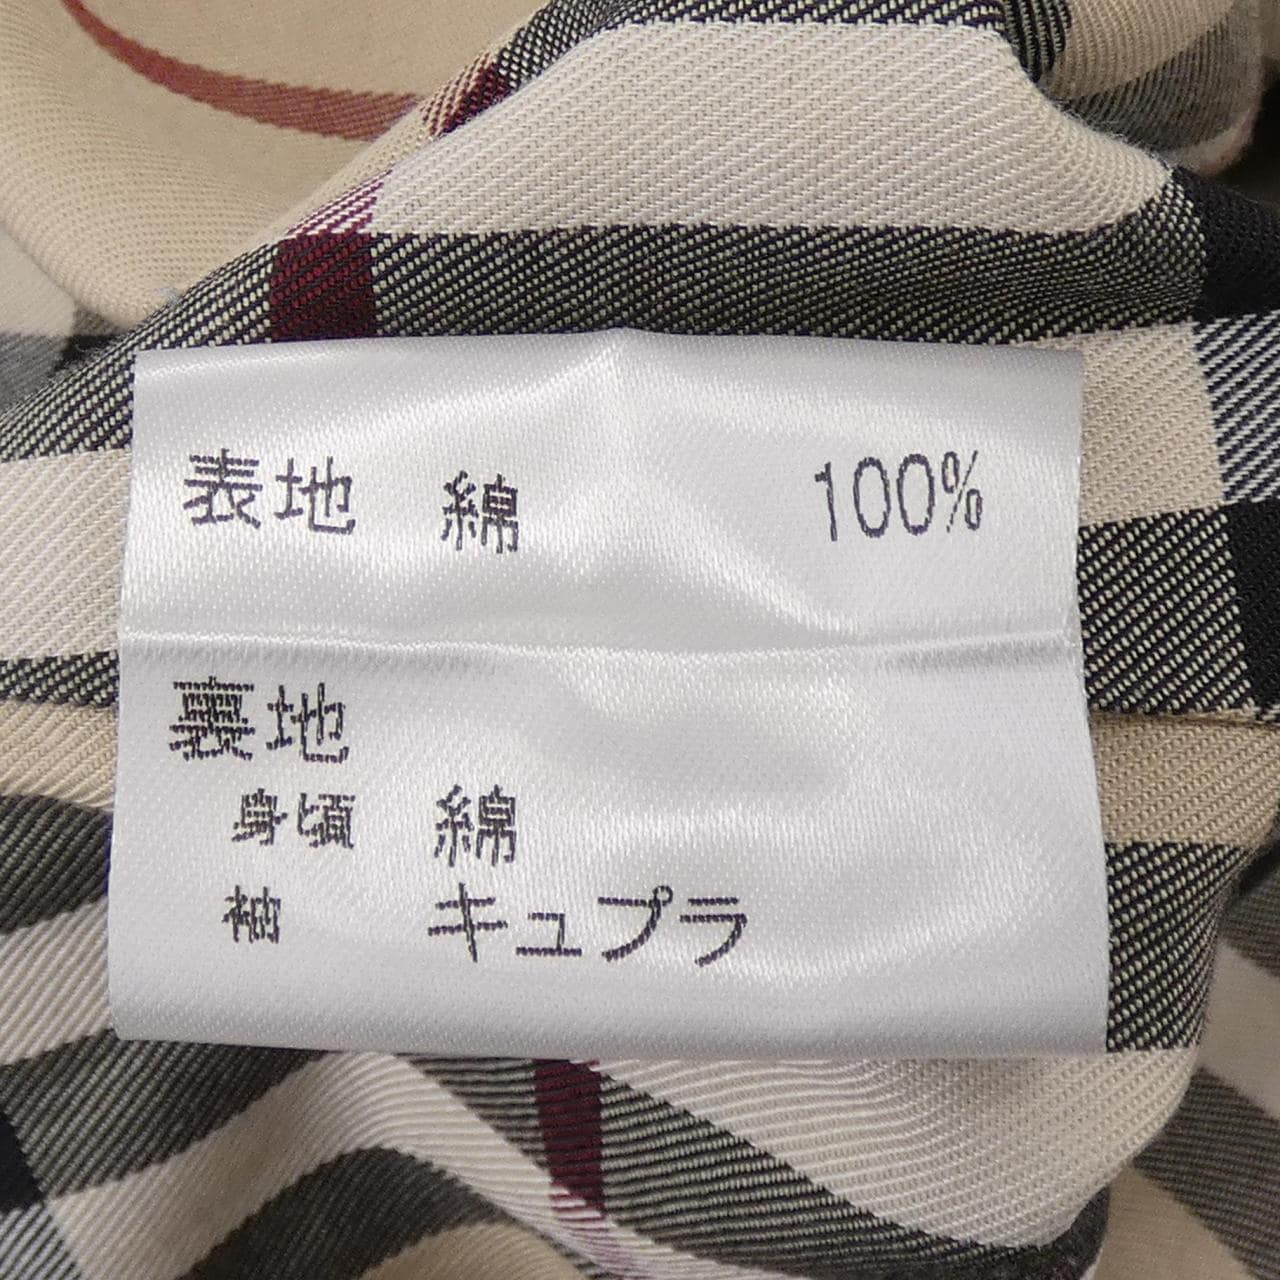 表地 綿 100%
裏地
身頃 綿
袖 キュプラ